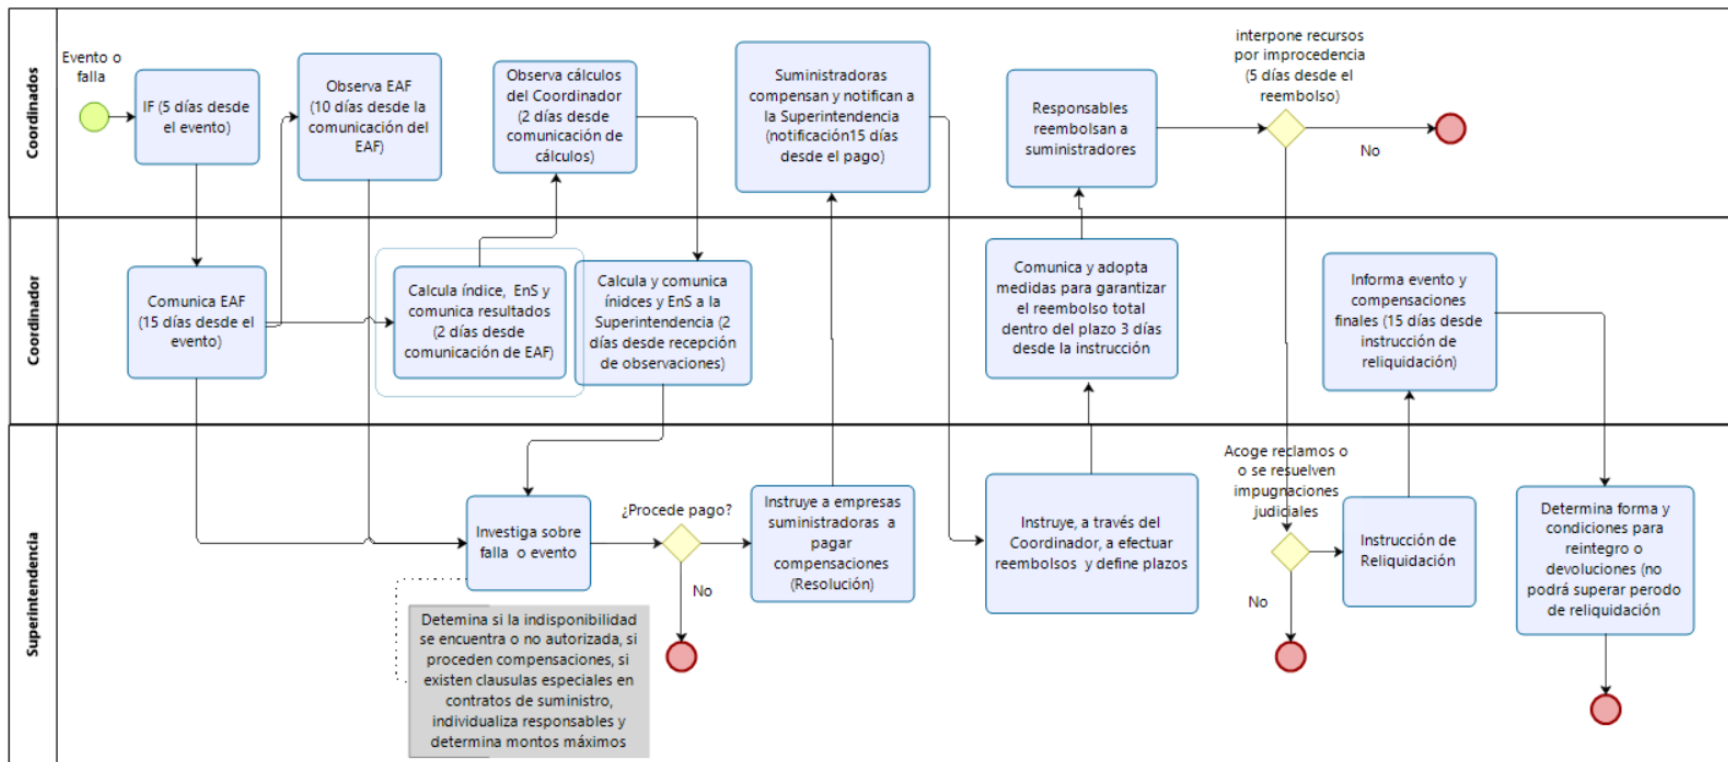 Coordinados
Evento o
falla
IF (5 días desde
el evento)
Observa EAF
(10 días desde la
comunicación del
EAF)
Observa cálculos
del Coordinador
(2 días desde
comunicación de
cálculos)
Suministradoras
compensan y notifican a
la Superintendencia
(notificación15 días
desde el pago)
Responsables
reembolsan a
suministradores
interpone recursos
por improcedencia
(5 días desde el
reembolso)
No
Coordinador
Comunica EAF
(15 días desde el
evento)
Calcula índice, EnS y
comunica resultados
(2 días desde
comunicación de EAF)
Calcula y comunica
ínidces y EnS a la
Superintendencia (2
días desde recepción
de observaciones)
Comunica y adopta
medidas para garantizar
el reembolso total
dentro del plazo 3 días
desde la instrucción
Informa evento y
compensaciones
finales (15 días desde
instrucción de
reliquidación)
Superintendencia
Investiga sobre
falla o evento
¿Procede pago?
No
Instruye a empresas
suministradoras a
pagar
compensaciones
(Resolución)
Instruye, a través del
Coordinador, a efectuar
reembolsos y define plazos
Acoge reclamos o
o se resuelven
impugnaciones
judiciales
No
Instrucción de
Reliquidación
Determina forma y
condiciones para
reintegro o
devoluciones (no
podrá superar perodo
de reliquidación
Detemina si la indisponibilidad
se encuentra o no autorizada, si
proceden compensaciones, si
existen clausulas especiales en
contratos de suministro,
individualiza responsables y
determina montos máximos